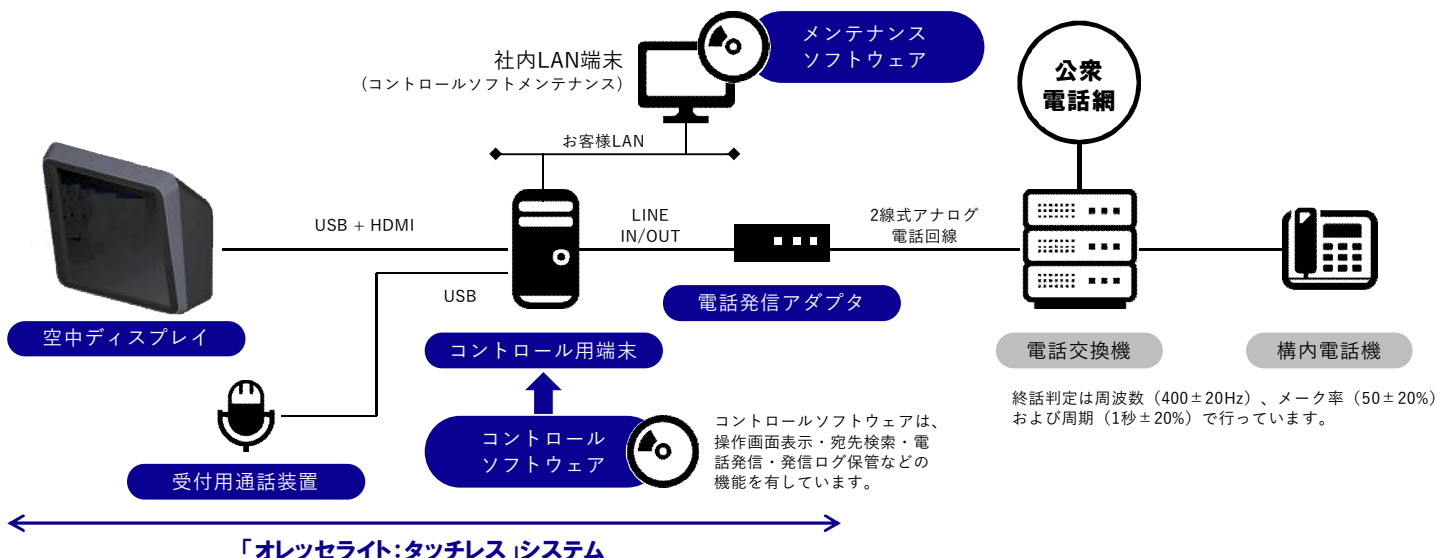 メンテナンス
ソフトウェア
社内LAN端末
(コントロールソフトメンテナンス)
公衆
電話網
お客様LAN
USB + HDMI
LINE
IN/OUT
2線式アナログ
電話回線
USB
電話発信アダプタ
空中ディスプレイ
コントロール用端末
電話交換機
構内電話機
終話判定は周波数（400±20Hz）、メーク率（50±20%）
および周期（1秒±20%）で行っています。
コントロール
ソフトウェア
コントロールソフトウェアは、
操作画面表示・宛先検索・電
話発信・発信ログ保管などの
機能を有しています。
受付用通話装置
「オレッセライト：タッチレス」システム